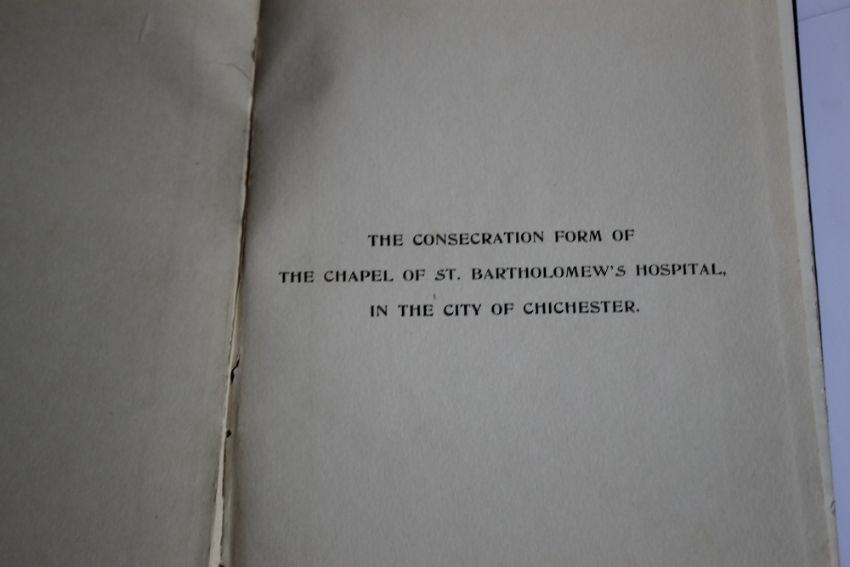 THE CONSECRATION FORM OF
THE CHAPEL OF ST. BARTHOLOMEW'S HOSPITAL,
IN THE CITY OF CHICHESTER.